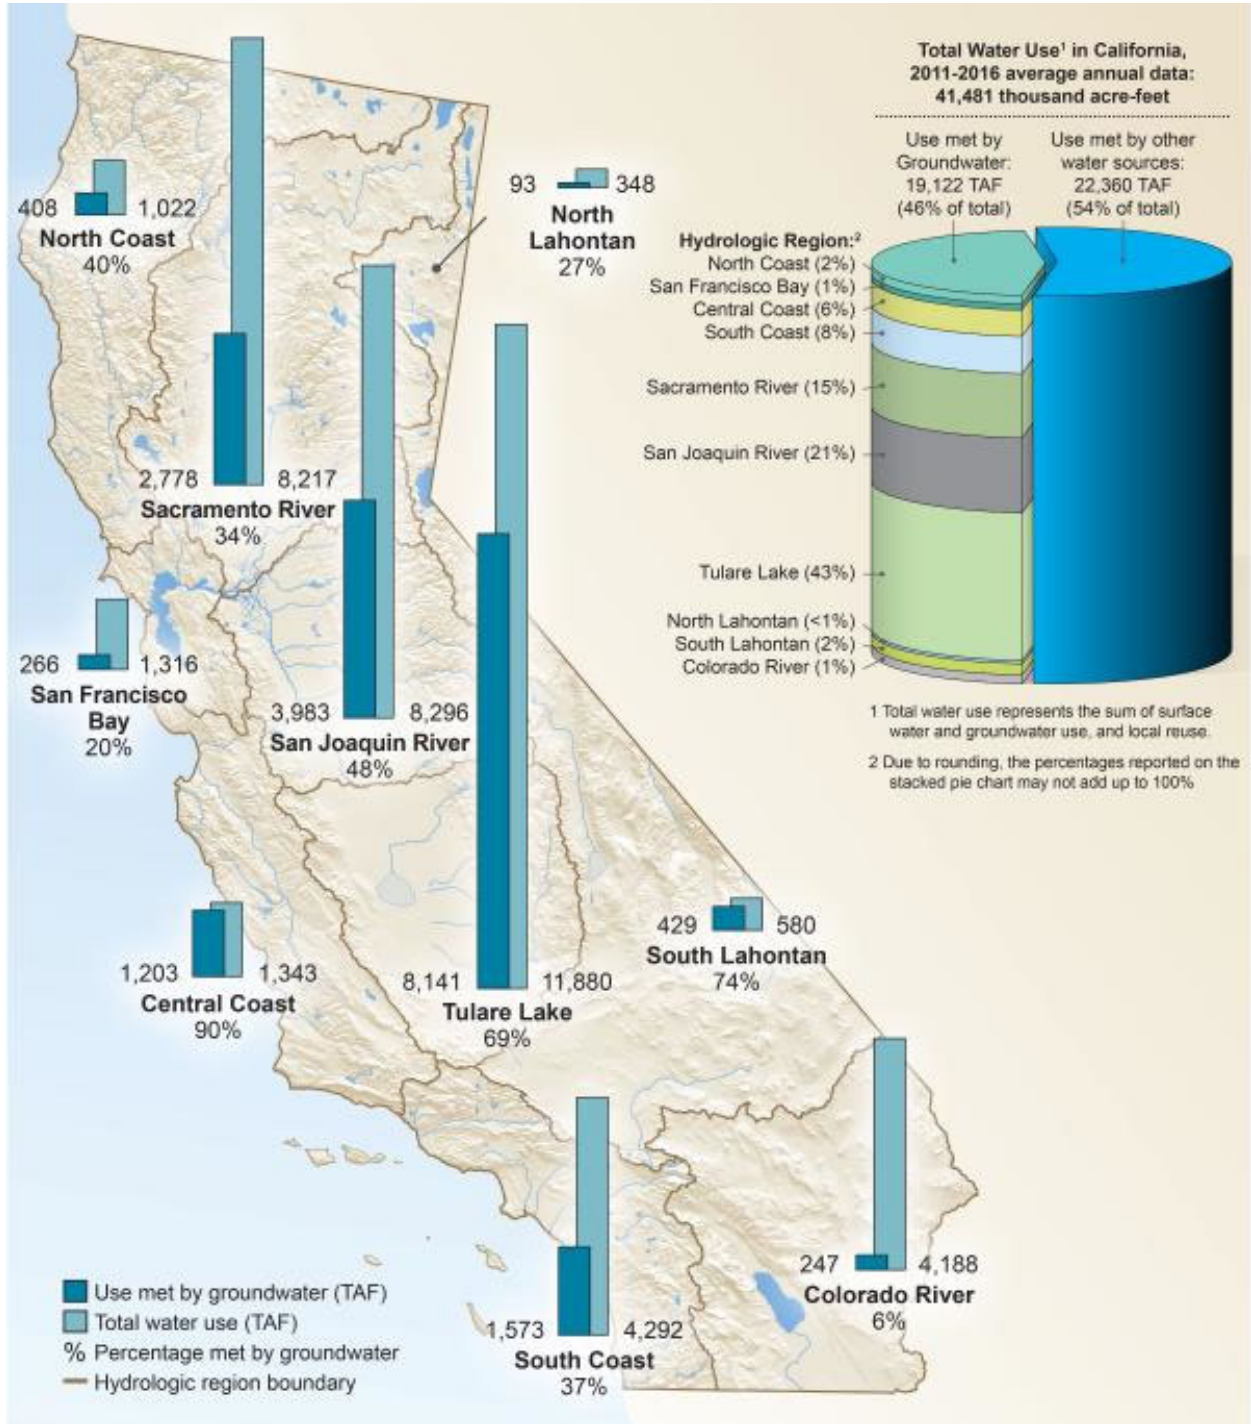 Total Water Use1 in California,
2011-2016 average annual data:
41,481 thousand acre-feet
Use met by
Groundwater:
19,122 TAF
(46% of total)
Use met by other
water sources:
22,360 TAF
(54% of total)
Hydrologic Region:2
North Coast (2%)
San Francisco Bay (1%)
Central Coast (6%)
South Coast (8%)
Sacramento River (15%)
San Joaquin River (21%)
Tulare Lake (43%)
North Lahontan (<1%)
South Lahontan (2%)
Colorado River (1%)
1 Total water use represents the sum of surface
water and groundwater use, and local reuse.
2 Due to rounding, the percentages reported on the
stacked pie chart may not add up to 100%
408 1,022
North Coast
40%
93 348
North
Lahontan
27%
2,778 8,217
Sacramento River
34%
266 1,316
San Francisco
Bay
20%
3,983 8,296
San Joaquin River
48%
1,203 1,343
Central Coast
90%
8,141 11,880
Tulare Lake
69%
429 580
South Lahontan
74%
247 4,188
Colorado River
6%
1,573 4,292
South Coast
37%
Use met by groundwater (TAF)
Total water use (TAF)
% Percentage met by groundwater
Hydrologic region boundary